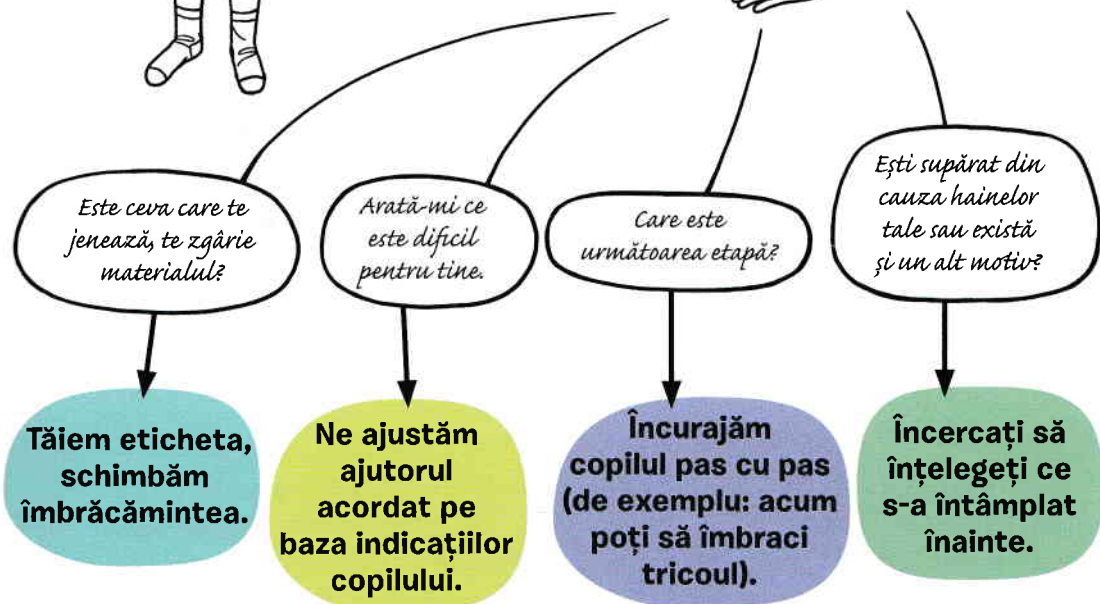 Este ceva care te
jenează, te zgârie
materialul?
Arată-mi ce
este dificil
pentru tine.
Care este
următoarea etapă?
Ești supărat din
cauza hainelor
tale sau există
și un alt motiv?
Tăiem eticheta,
schimbăm
îmbrăcămintea.
Ne ajustăm
ajutorul
acordat pe
baza indicațiilor
copilului.
Încurajăm
copilul pas cu pas
(de exemplu: acum
poți să îmbraci
tricoul).
Încercați să
înțelegeți ce
s-a întâmplat
înainte.